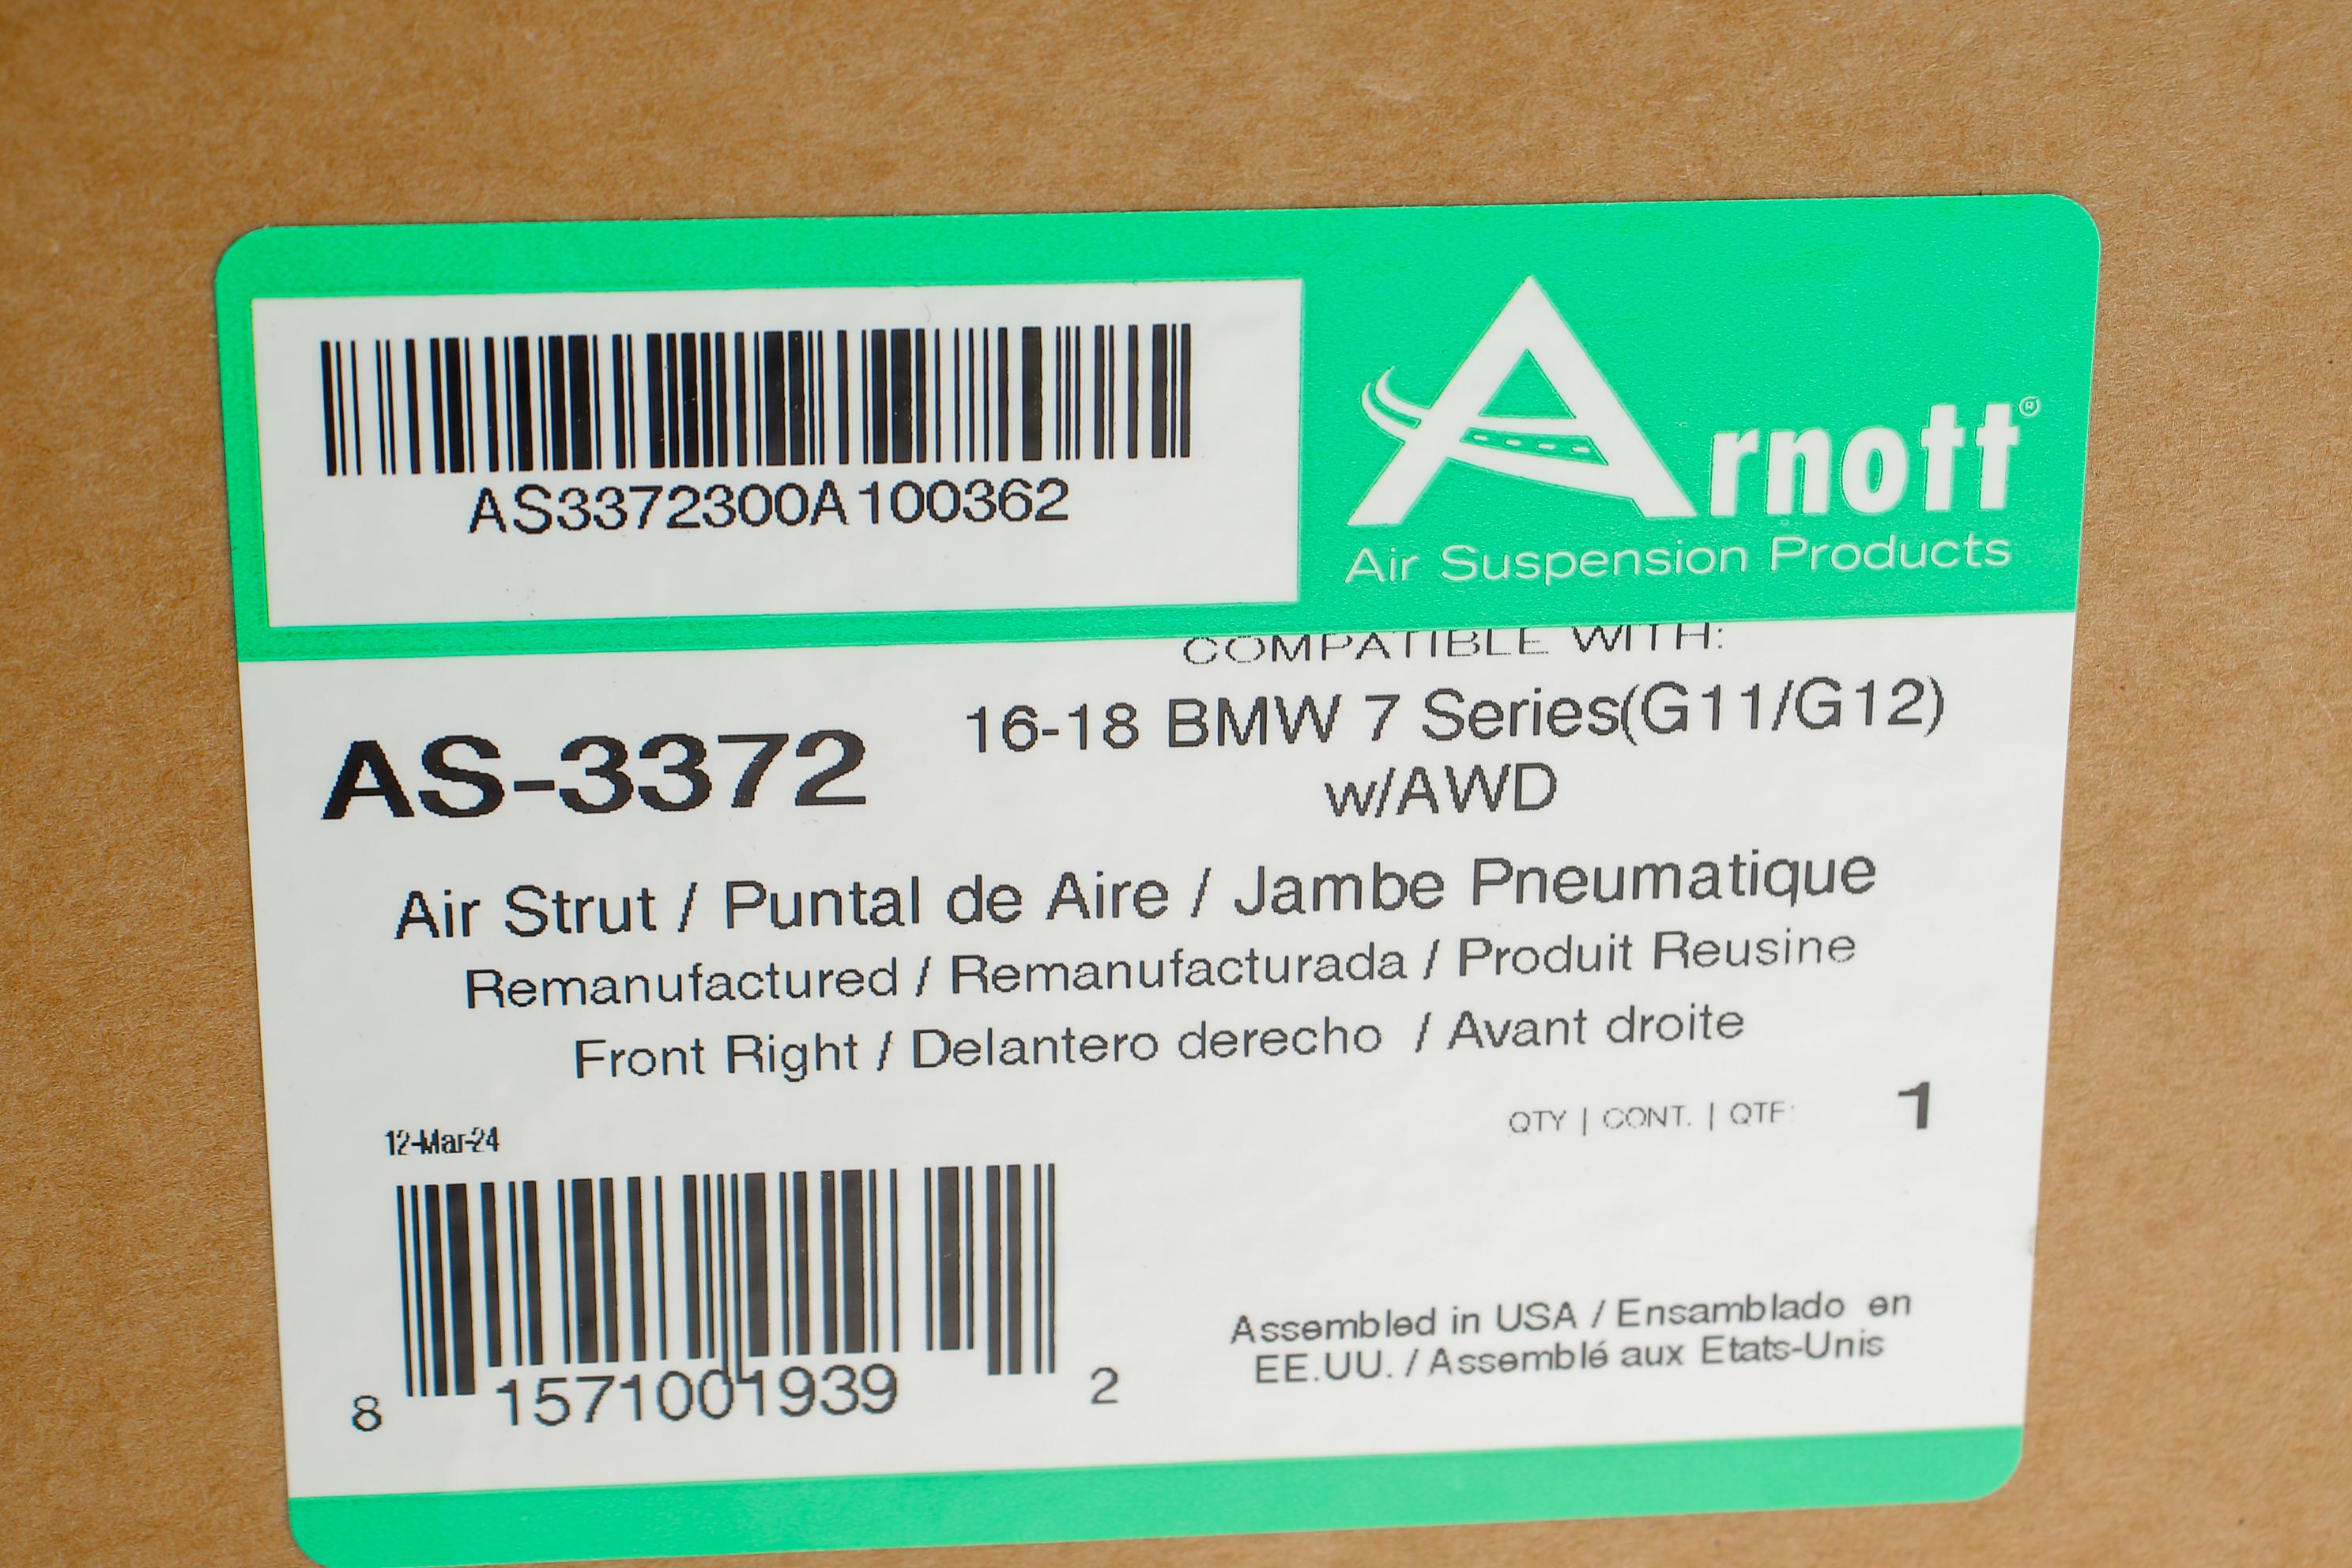 AS3372300A100362
Arnott®
Air Suspension Products
COMPATIBLE WITH:
AS-3372
16-18 BMW 7 Series(G11/G12)
w/AWD
Air Strut / Puntal de Aire / Jambe Pneumatique
Remanufactured / Remanufacturada / Produit Reusine
Front Right / Delantero derecho / Avant droite
12-Mar-24
QTY | CONT. | QTE: 1
8 1571001939 2
Assembled in USA / Ensamblado en
EE.UU. / Assemblé aux Etats-Unis